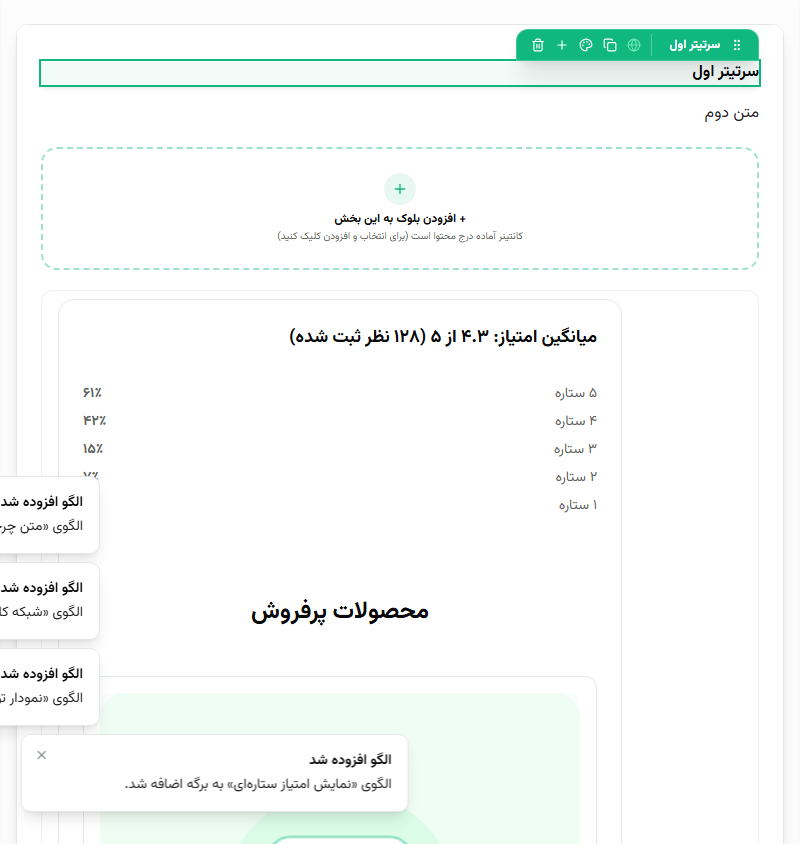 سرتیتر اول
سرتیتر اول
متن دوم
+ افزودن بلوک به این بخش
کانتینر آماده درج محتوا است (برای انتخاب و افزودن کلیک کنید)
میانگین امتیاز: ۴.۳ از ۵ (۱۲۸ نظر ثبت شده)
۵ ستاره ۶۱٪
۴ ستاره ۴۲٪
۳ ستاره ۱۵٪
۲ ستاره ۷٪
۱ ستاره
الگو افزوده شد
الگوی «متن
محصولات پرفروش
الگو افزوده شد
الگوی «شبکه
الگو افزوده شد
الگوی «نمودار
الگو افزوده شد
الگوی «نمایش امتیاز ستاره‌ای» به برگه اضافه شد.